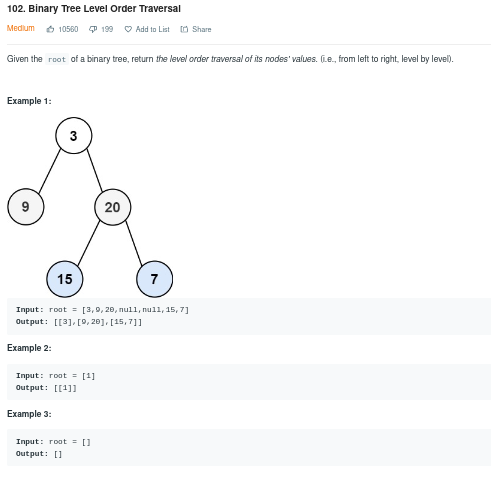 102. Binary Tree Level Order Traversal
Medium 10560 199 Add to List Share
Given the root of a binary tree, return the level order traversal of its nodes' values. (i.e., from left to right, level by level).
Example 1:
3
9 20
15 7
Input: root = [3,9,20,null,null,15,7]
Output: [[3],[9,20],[15,7]]
Example 2:
Input: root = [1]
Output: [[1]]
Example 3:
Input: root = []
Output: []